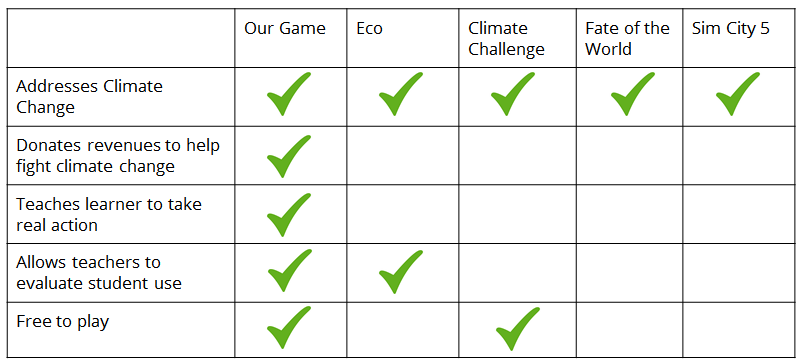 Our Game Eco Climate Challenge Fate of the World Sim City 5
Addresses Climate
Change
Donates revenues to help
fight climate change
Teaches learner to take
real action
Allows teachers to
evaluate student use
Free to play